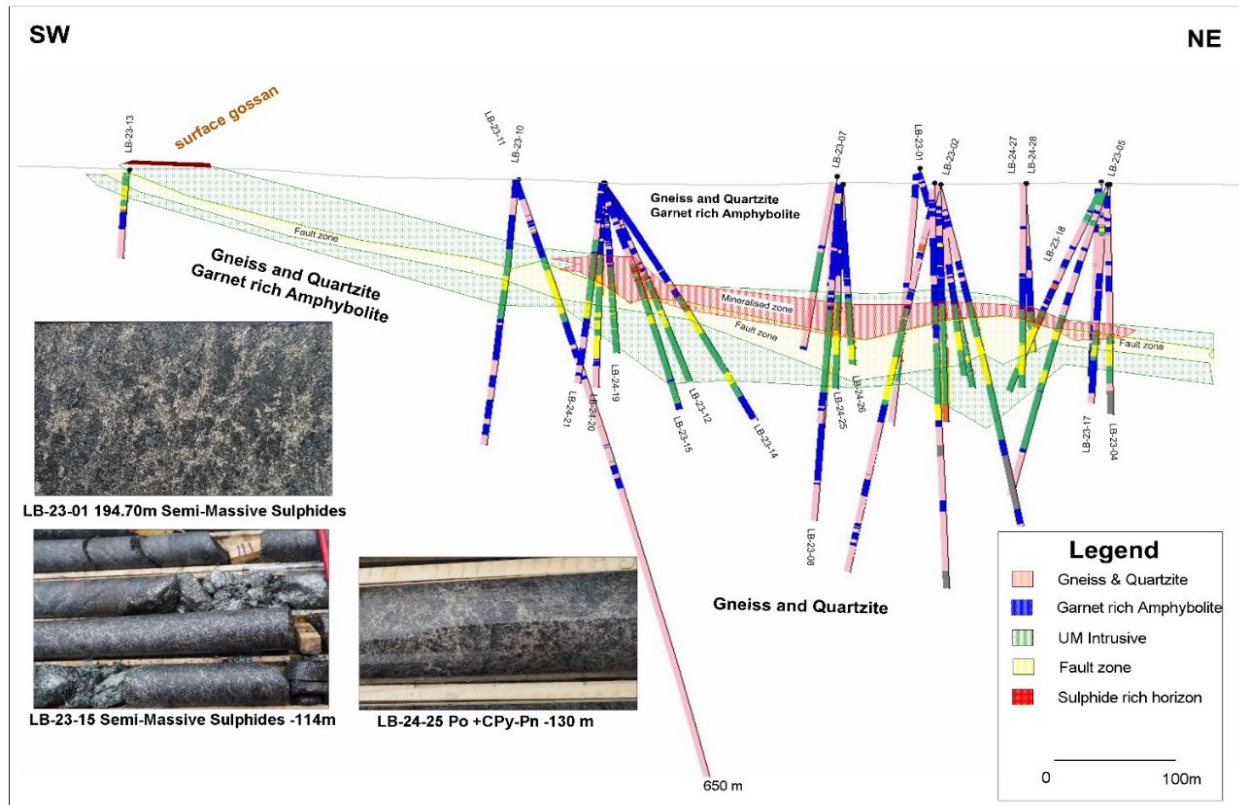 SW
NE
surface gossan
LB-23-13
LB-23-11
LB-23-10
LB-23-07
LB-23-01
LB-23-02
LB-24-27
LB-24-28
LB-23-05
Gneiss and Quartzite
Garnet rich Amphybolite
Fault zone
LB-23-18
Gneiss and Quartzite
Garnet rich Amphybolite
Mineralised zone
Fault zone
Fault zone
LB-24-21
LB-24-20
LB-24-19
LB-23-15
LB-23-12
LB-23-14
LB-24-25
LB-24-26
LB-23-17
LB-23-04
LB-23-08
LB-23-01 194.70m Semi-Massive Sulphides
LB-23-15 Semi-Massive Sulphides -114m
LB-24-25 Po +CPy-Pn -130 m
Gneiss and Quartzite
650 m
Legend
Gneiss & Quartzite
Garnet rich Amphybolite
UM Intrusive
Fault zone
Sulphide rich horizon
0 100m